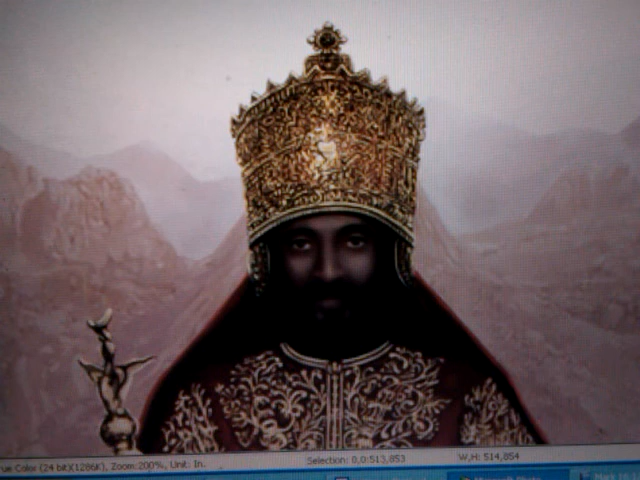 rue Color (24 bit)(1286K), Zoom:200%, Unit: In.
Selection: 0,0:513,853
W,H: 514,854